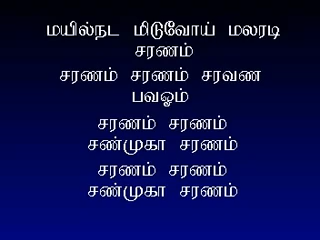 மயில்நட மிடுவோய் மலரடி
சரணம்
சரணம் சரணம் சரவண
பவஓம்
சரணம் சரணம்
சண்முகா சரணம்
சரணம் சரணம்
சண்முகா சரணம்